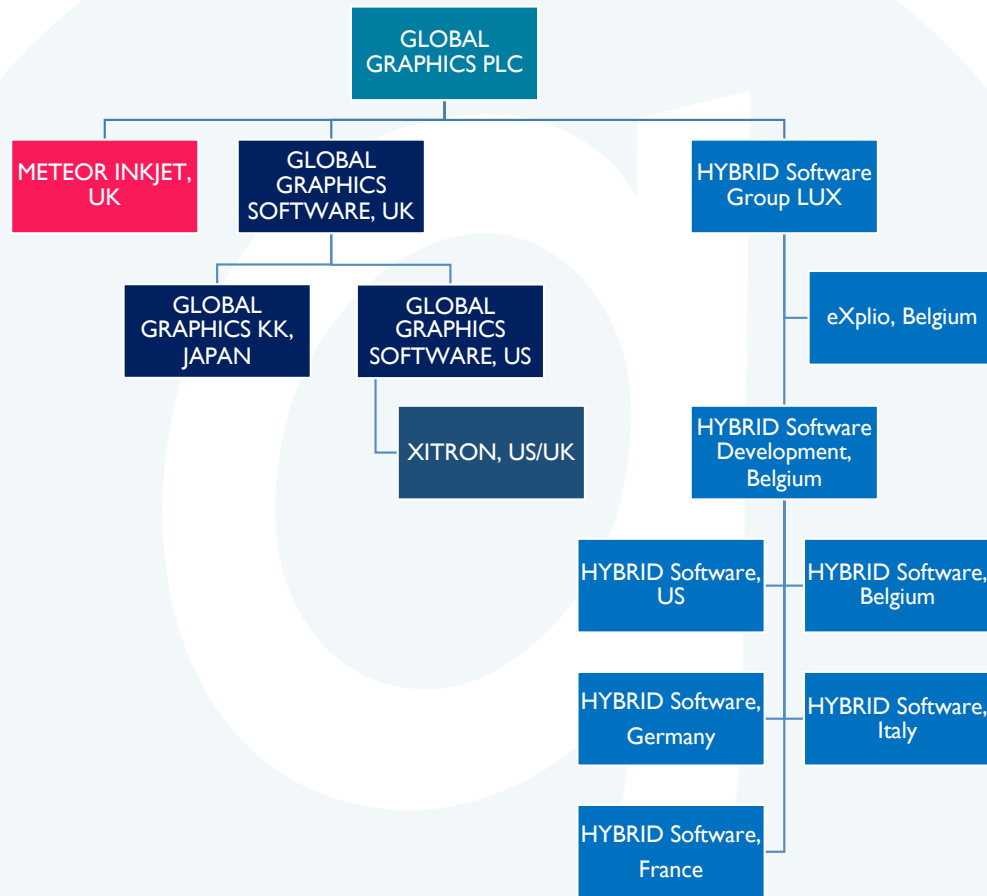 GLOBAL
GRAPHICS PLC
METEOR INKJET,
UK
GLOBAL
GRAPHICS
SOFTWARE, UK
HYBRID Software
Group LUX
GLOBAL
GRAPHICS KK,
JAPAN
GLOBAL
GRAPHICS
SOFTWARE, US
eXplio, Belgium
XITRON, US/UK
HYBRID Software
Development,
Belgium
HYBRID Software,
US
HYBRID Software,
Belgium
HYBRID Software,
Germany
HYBRID Software,
Italy
HYBRID Software,
France